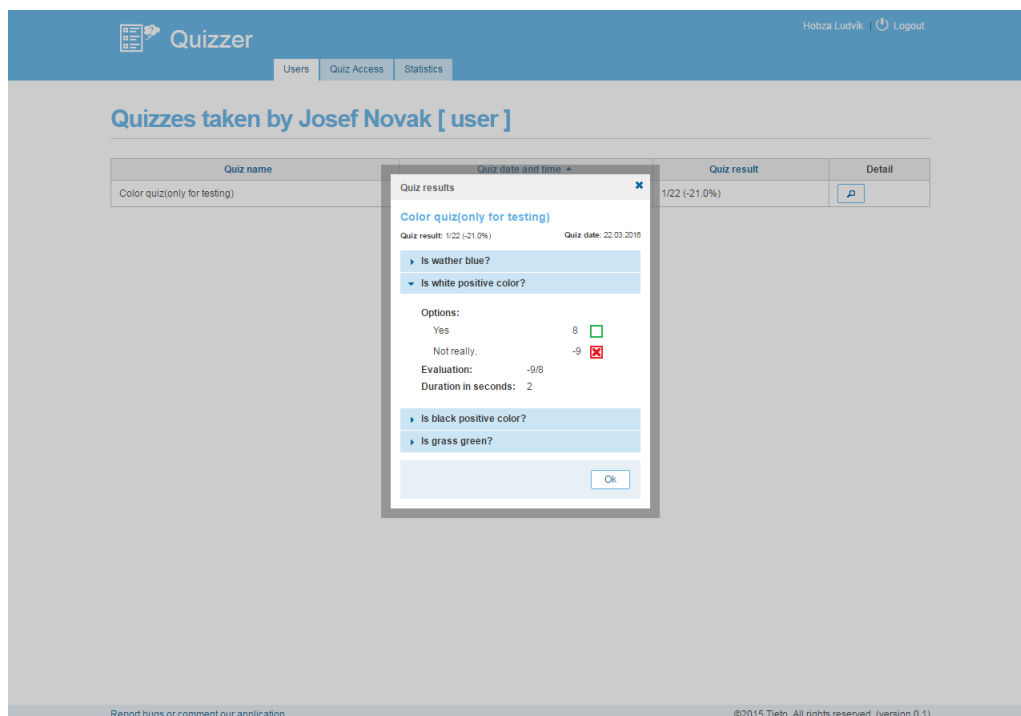 Quizzer
Hobza Ludvík | Logout
Users Quiz Access Statistics
Quizzes taken by Josef Novak [ user ]
Quiz name Quiz date and time Quiz result Detail
Color quiz(only for testing) 1/22 (-21.0%)
Quiz results
Color quiz(only for testing)
Quiz result: 1/22 (-21.0%) Quiz date: 22.03.2016
Is wather blue?
Is white positive color?
Options:
Yes 8
Not really. -9
Evaluation: -9/8
Duration in seconds: 2
Is black positive color?
Is grass green?
Ok
Report bugs or comment our application ©2015 Tieto. All rights reserved. (version 0.1)